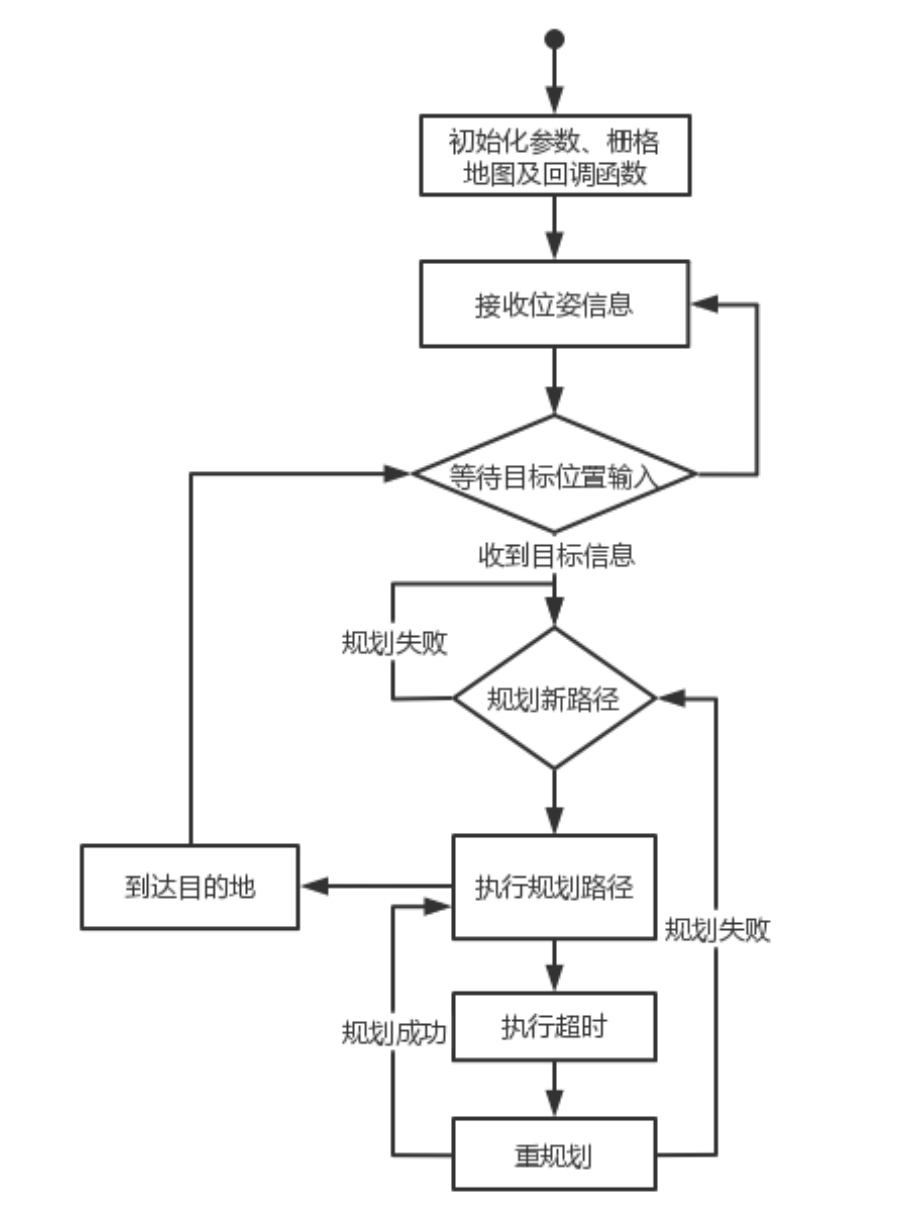 初始化参数、栅格
地图及回调函数
接收位姿信息
等待目标位置输入
收到目标信息
规划失败
规划新路径
到达目的地
执行规划路径
规划失败
执行超时
规划成功
重规划